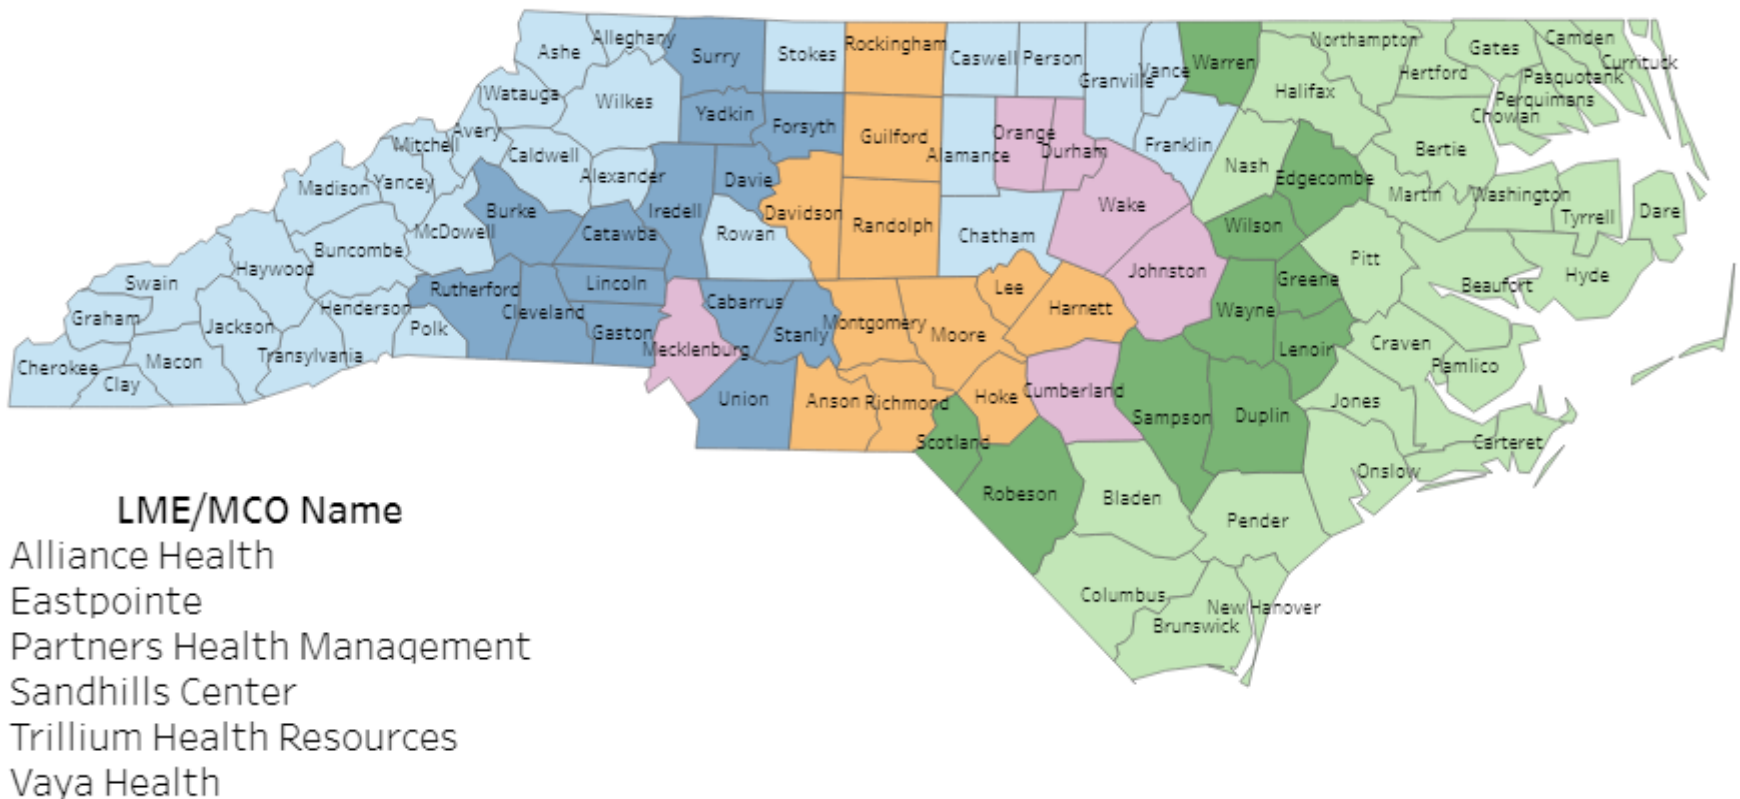 Ashe
Alleghany
Surry
Stokes
Rockingham
Caswell
Person
Granville
Vance
Warren
Northampton
Gates
Camden
Currituck
Hertford
Pasquotank
Perquimans
Chowan
Halifax
Watauga
Wilkes
Yadkin
Forsyth
Guilford
Alamance
Orange
Durham
Franklin
Nash
Edgecombe
Bertie
Martin
Washington
Tyrrell
Dare
Avery
Mitchell
Caldwell
Alexander
Davie
Iredell
Madison
Yancey
Burke
Catawba
Davidson
Randolph
Rowan
Chatham
Wake
Wilson
McDowell
Buncombe
Haywood
Swain
Rutherford
Lincoln
Cleveland
Gaston
Cabarrus
Stanly
Montgomery
Moore
Lee
Harnett
Johnston
Greene
Wayne
Pitt
Beaufort
Hyde
Henderson
Polk
Graham
Jackson
Transylvania
Macon
Cherokee
Clay
Mecklenburg
Union
Anson
Richmond
Hoke
Cumberland
Sampson
Duplin
Lenoir
Craven
Pamlico
Jones
Carteret
Onslow
Scotland
Robeson
Bladen
Pender
Columbus
New Hanover
Brunswick
LME/MCO Name
Alliance Health
Eastpointe
Partners Health Management
Sandhills Center
Trillium Health Resources
Vaya Health